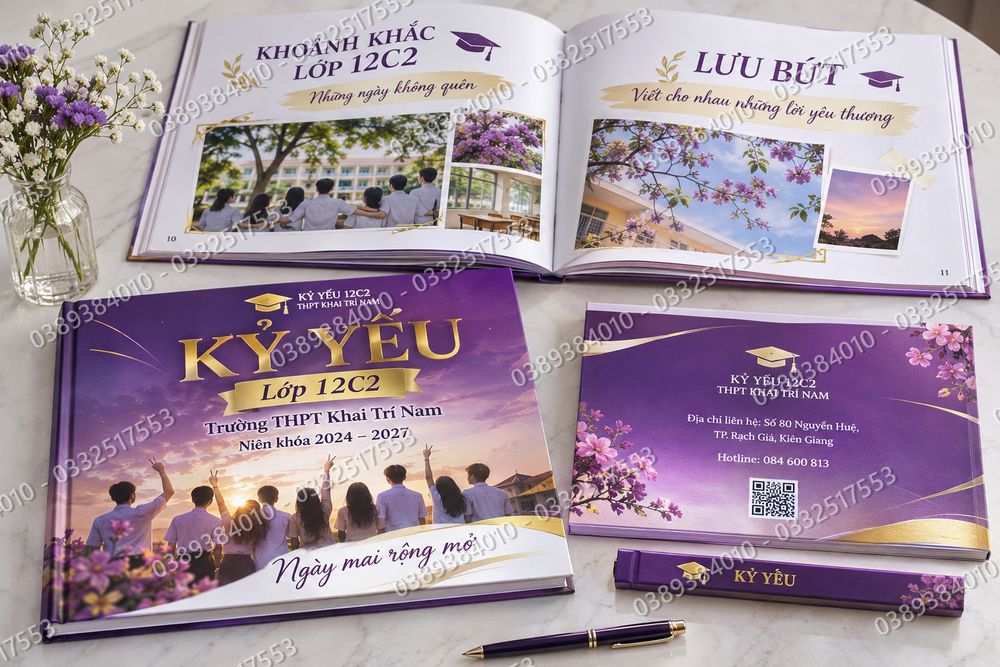 KHOẢNH KHẮC
LỚP 12C2
Những ngày không quên
10
LƯU BÚT
Viết cho nhau những lời yêu thương
11
KỶ YẾU 12C2
THPT KHAI TRÍ NAM
KỶ YẾU
Lớp 12C2
Trường THPT Khai Trí Nam
Niên khóa 2024 – 2027
Ngày mai rộng mở
KỶ YẾU 12C2
THPT KHAI TRÍ NAM
Địa chỉ liên hệ: Số 80 Nguyễn Huệ,
TP. Rạch Giá, Kiên Giang
Hotline: 084 600 813
KỶ YẾU
0389384010 - 0332517553